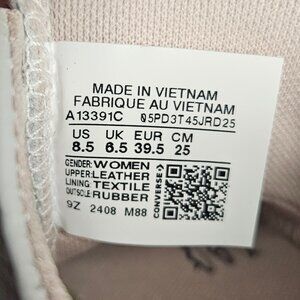 MADE IN VIETNAM
FABRIQUE AU VIETNAM
A13391C 05PD3T45JRD25
US UK EUR CM
8.5 6.5 39.5 25
GENDER: WOMEN
UPPER: LEATHER
LINING: TEXTILE
OUTSOLE: RUBBER
CONVERSE
9Z 2408 M88